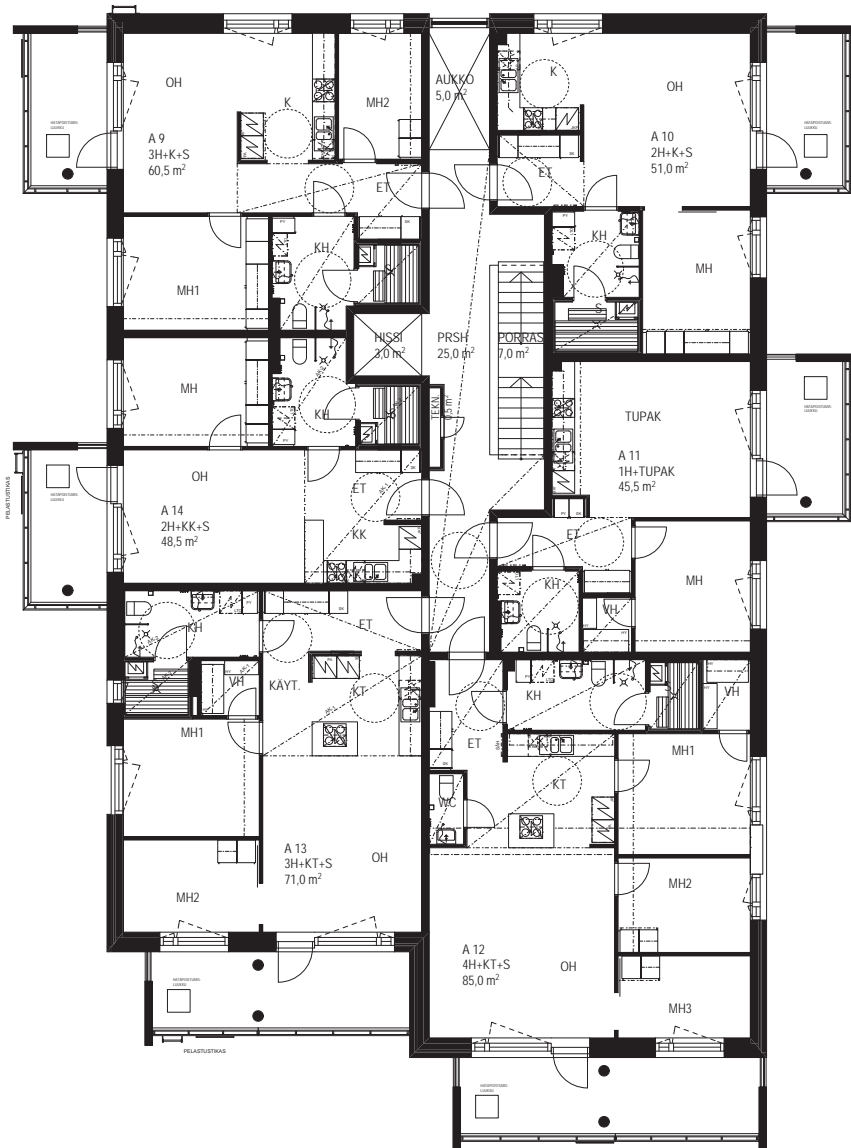 AUKKO
5,0 m²
OH
K
MH2
A 9
3H+K+S
60,5 m²
ET
KH
MH1
S
K
OH
A 10
2H+K+S
51,0 m²
ET
KH
MH
S
HISSI
3,0 m²
PRSH
25,0 m²
PORRAS
7,0 m²
TEKN.
0,5 m²
MH
KH
S
OH
ET
A 14
2H+KK+S
48,5 m²
KK
PELASTUSTIKAS
TUPAK
A 11
1H+TUPAK
45,5 m²
ET
KH
VH
MH
KH
ET
VH
KÄYT.
KT
MH1
A 13
3H+KT+S
71,0 m²
OH
MH2
KH
VH
ET
MH1
KT
WC
MH2
A 12
4H+KT+S
85,0 m²
OH
MH3
PELASTUSTIKAS